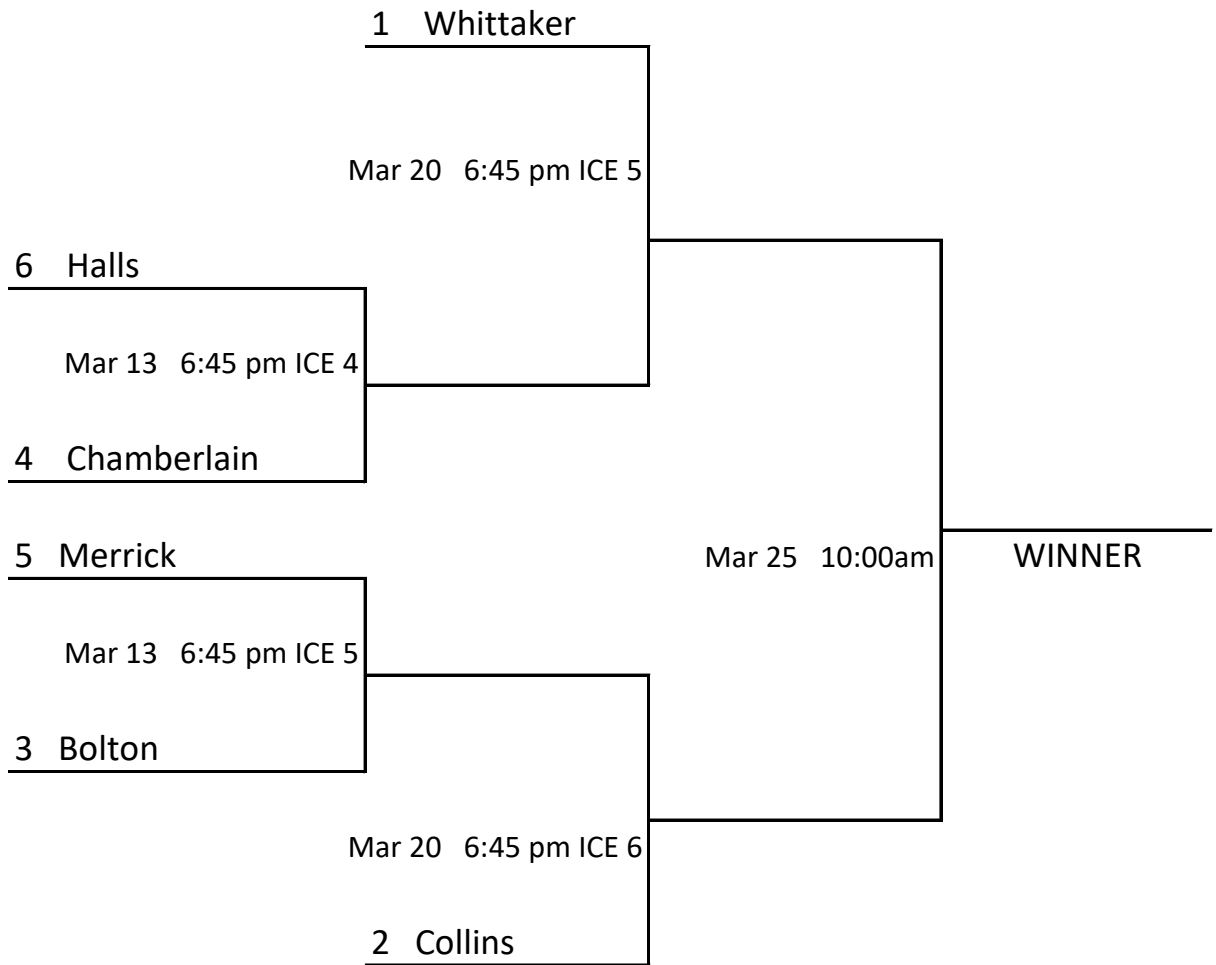 1 Whittaker
Mar 20 6:45 pm ICE 5
6 Halls
Mar 13 6:45 pm ICE 4
4 Chamberlain
5 Merrick
Mar 25 10:00am
WINNER
Mar 13 6:45 pm ICE 5
3 Bolton
Mar 20 6:45 pm ICE 6
2 Collins